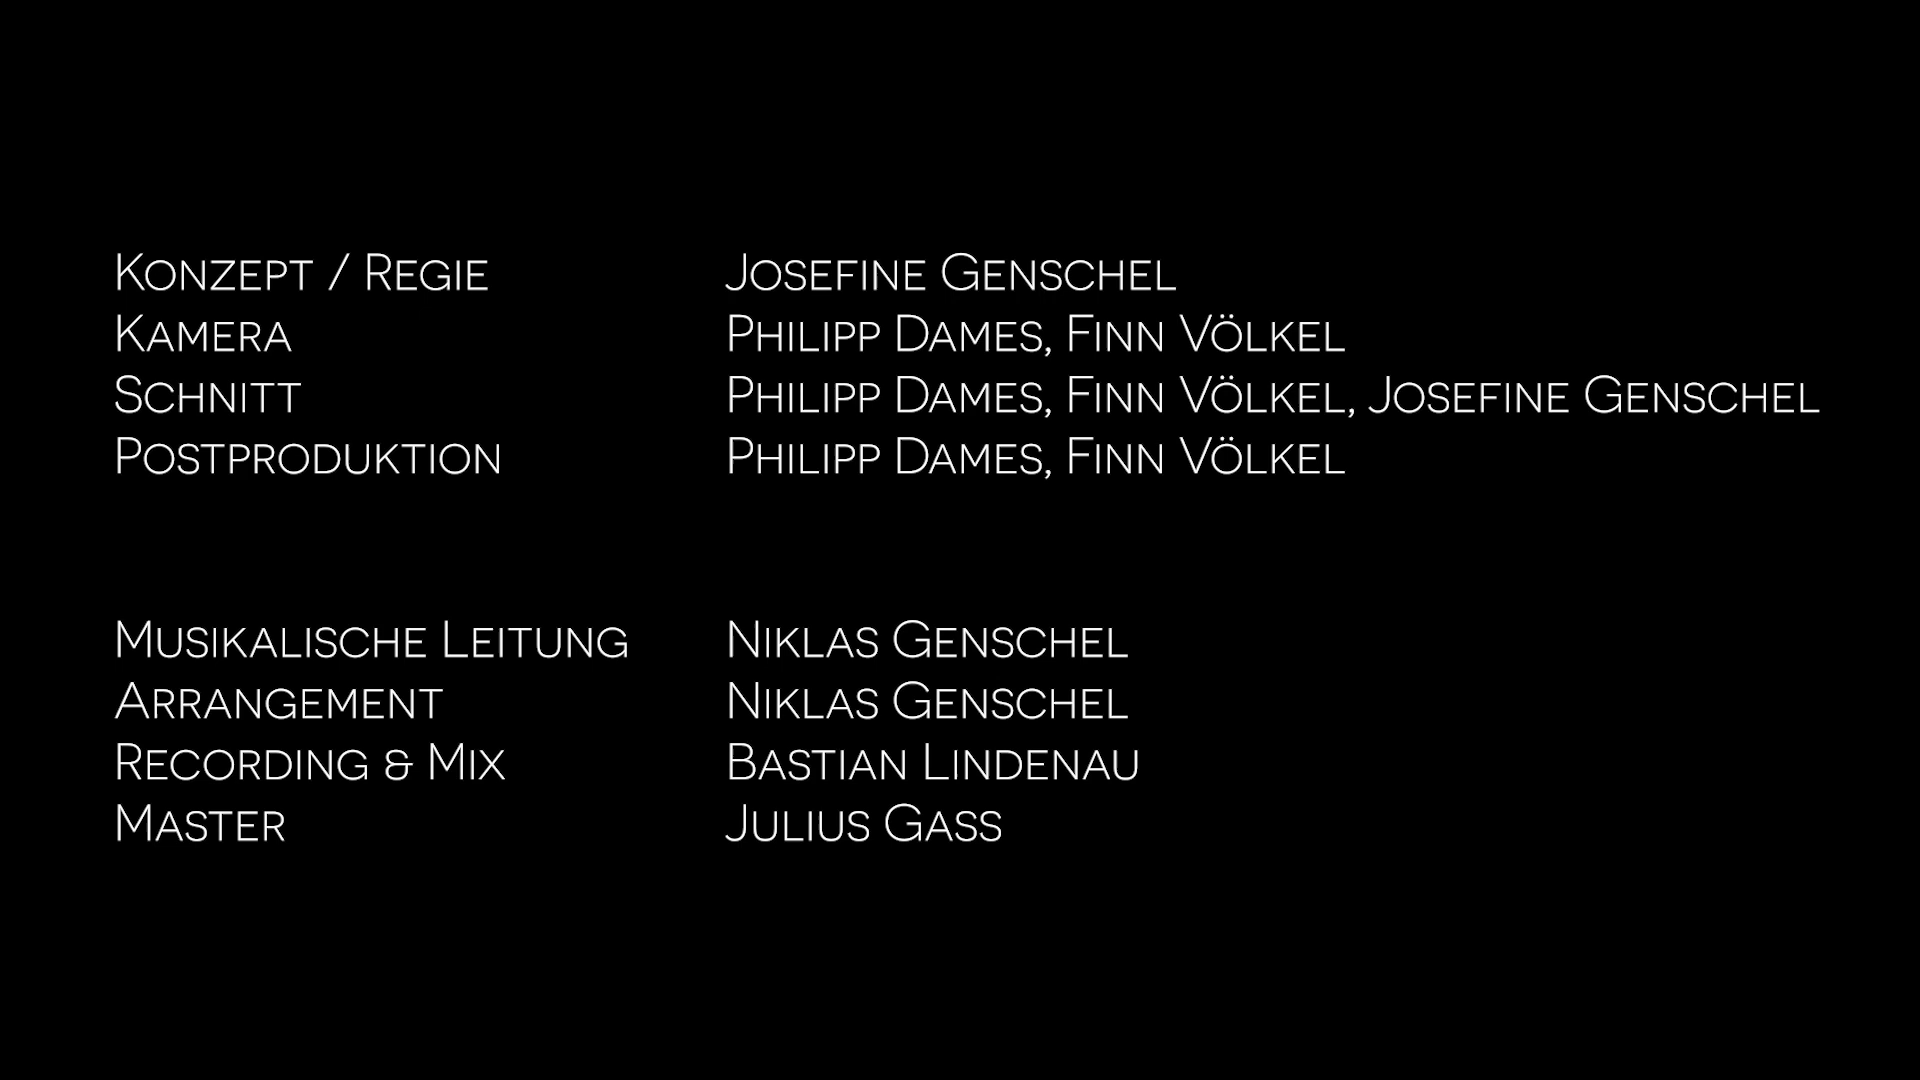 Konzept / Regie Josefine Genschel
Kamera Philipp Dames, Finn Völkel
Schnitt Philipp Dames, Finn Völkel, Josefine Genschel
Postproduktion Philipp Dames, Finn Völkel
Musikalische Leitung Niklas Genschel
Arrangement Niklas Genschel
Recording & Mix Bastian Lindenau
Master Julius Gass